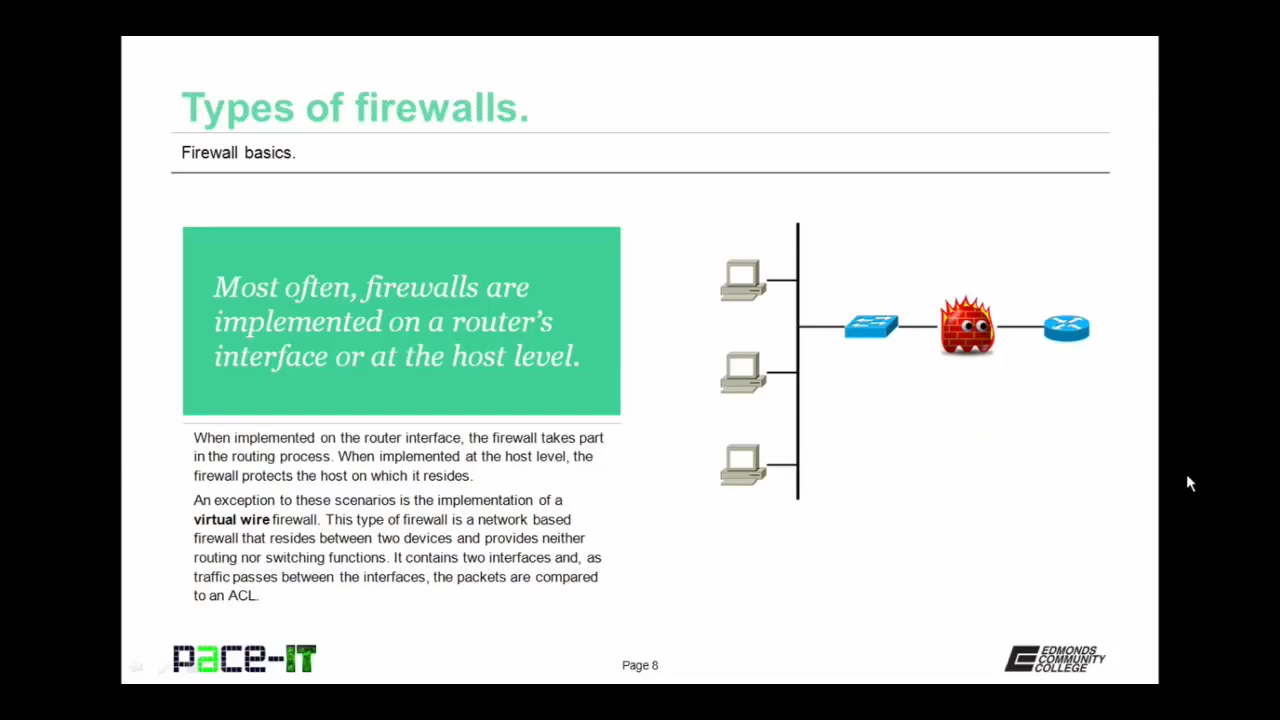 Types of firewalls.
Firewall basics.
Most often, firewalls are
implemented on a router's
interface or at the host level.
When implemented on the router interface, the firewall takes part
in the routing process. When implemented at the host level, the
firewall protects the host on which it resides.
An exception to these scenarios is the implementation of a
virtual wire firewall. This type of firewall is a network based
firewall that resides between two devices and provides neither
routing nor switching functions. It contains two interfaces and, as
traffic passes between the interfaces, the packets are compared
to an ACL.
pace-IT
Page 8
EDMONDS
COMMUNITY
COLLEGE